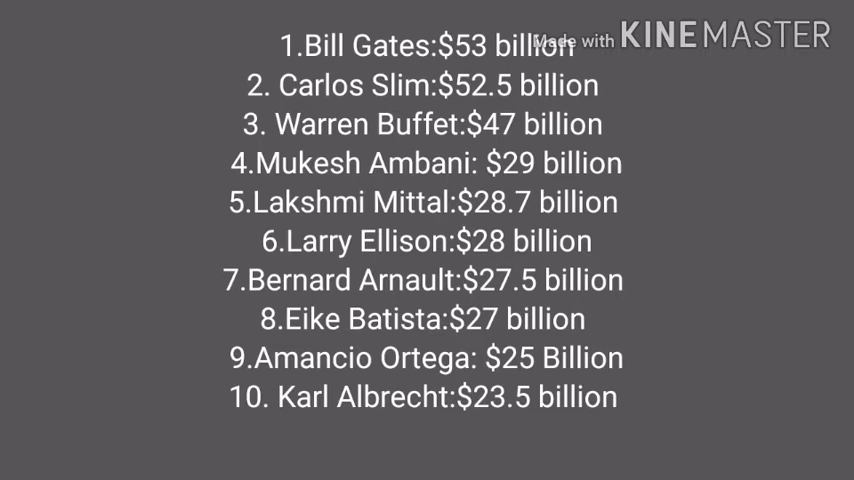 1.Bill Gates:$53 billion
Made with KINEMASTER
2. Carlos Slim:$52.5 billion
3. Warren Buffet:$47 billion
4.Mukesh Ambani: $29 billion
5.Lakshmi Mittal:$28.7 billion
6.Larry Ellison:$28 billion
7.Bernard Arnault:$27.5 billion
8.Eike Batista:$27 billion
9.Amancio Ortega: $25 Billion
10. Karl Albrecht:$23.5 billion